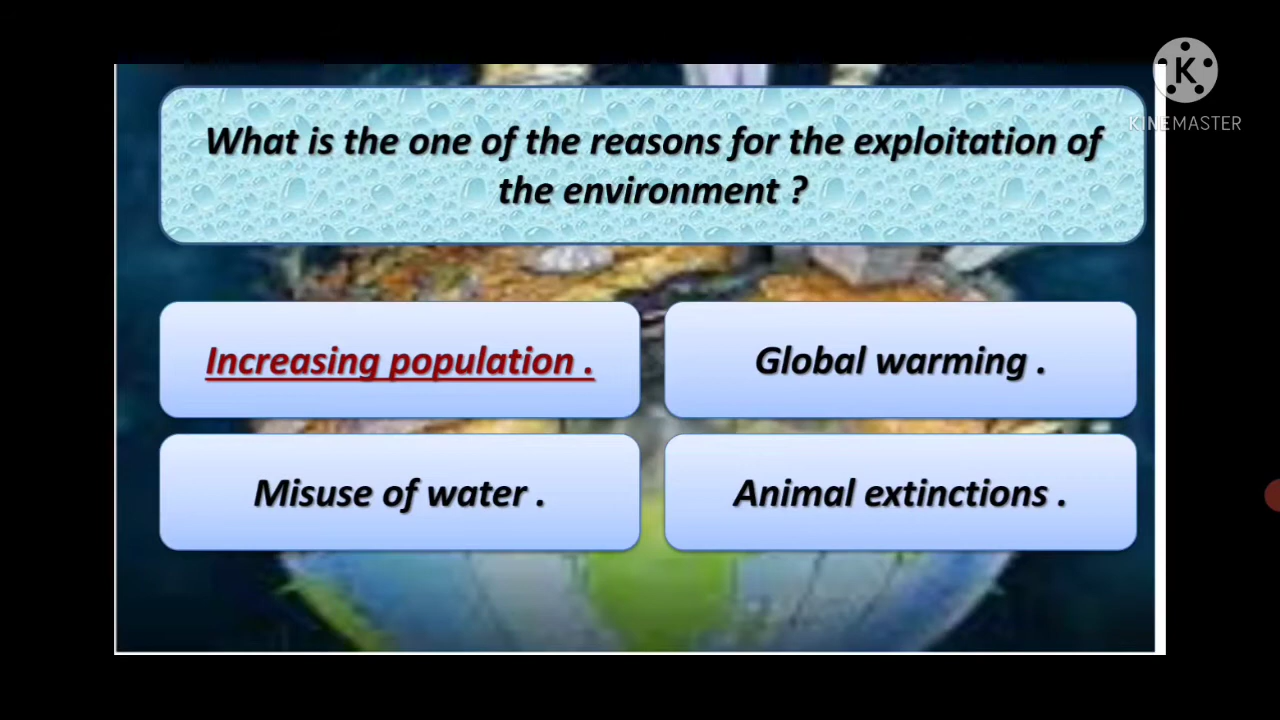 K
KINEMASTER
What is the one of the reasons for the exploitation of
the environment ?
Increasing population .
Global warming .
Misuse of water .
Animal extinctions .